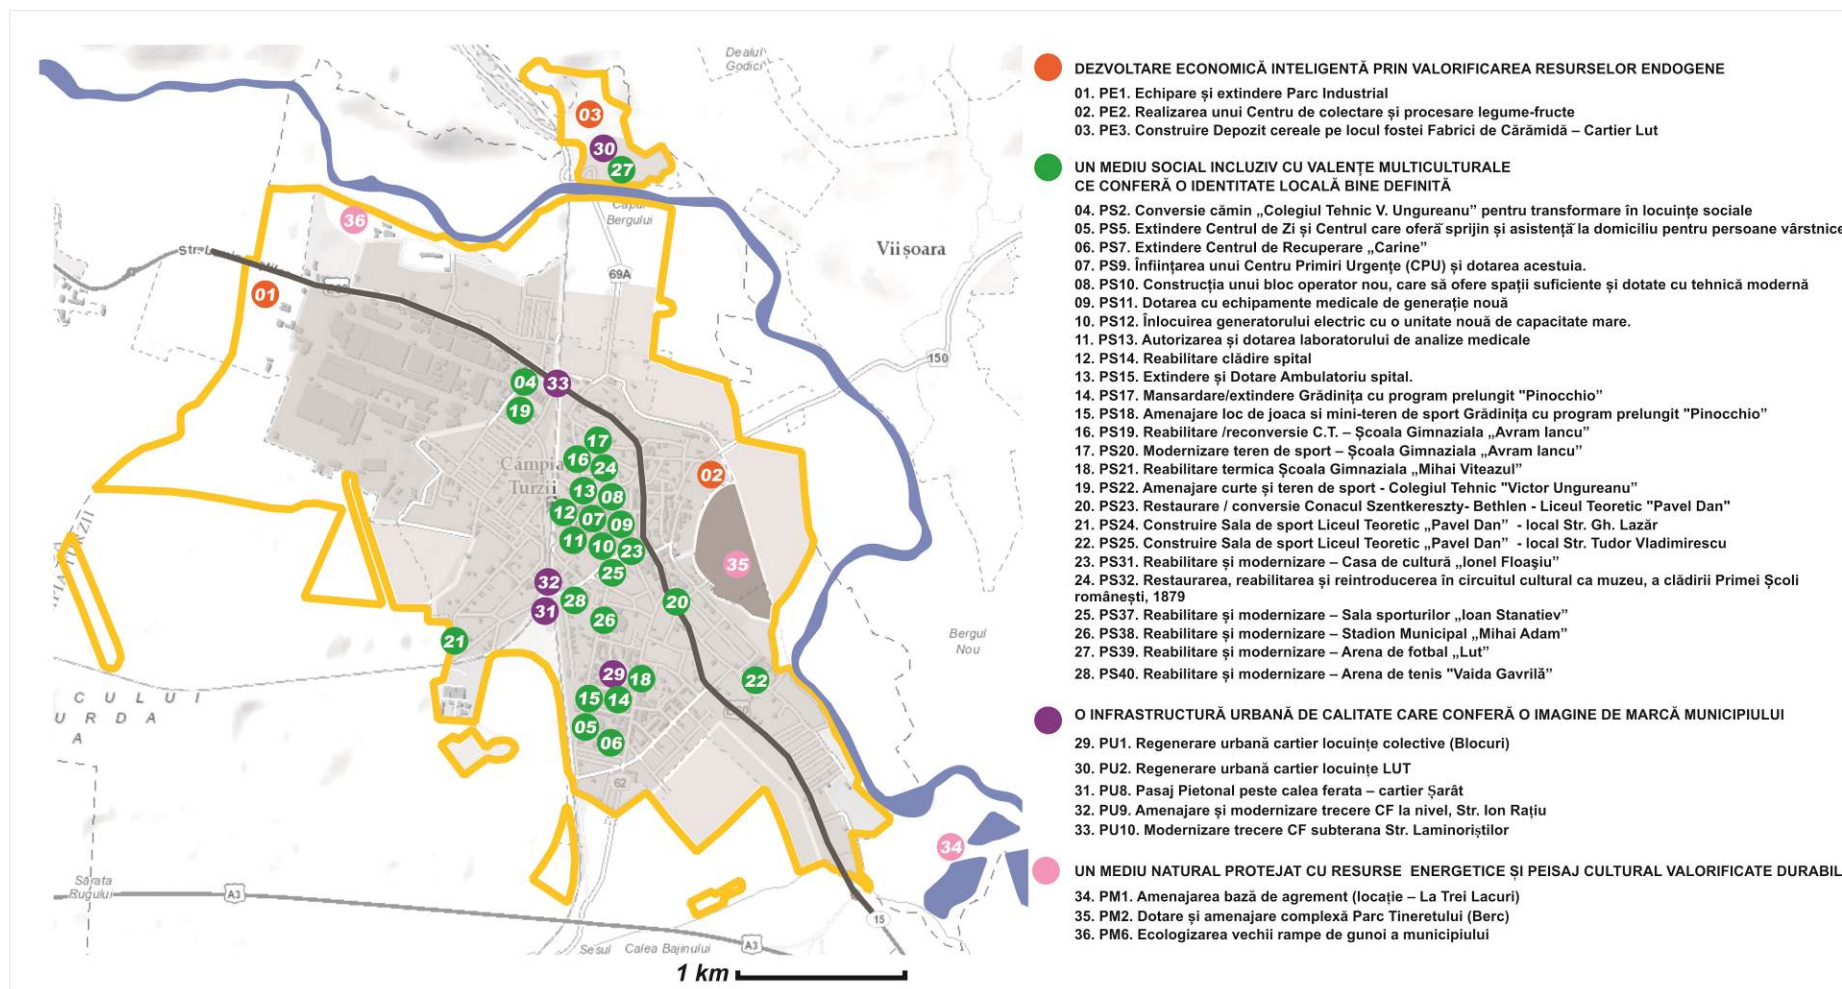 Dealul
Godici
03
30
27
Capul
Bergului
36
Viișoara
69A
01
150
04
33
19
17
Câmpia
Turzii
16
24
02
13
08
12
07
09
11
10
23
35
25
32
28
20
31
26
21
Bergul
Nou
29
18
22
15
14
05
06
62
CULUI
URDA
A
34
Sărata
Rugului
A3
15
Sesul
Calea Bajinului
A3
1 km
DEZVOLTARE ECONOMICĂ INTELIGENTĂ PRIN VALORIFICAREA RESURSELOR ENDOGENE
01. PE1. Echipare și extindere Parc Industrial
02. PE2. Realizarea unui Centru de colectare și procesare legume-fructe
03. PE3. Construire Depozit cereale pe locul fostei Fabrici de Cărămidă – Cartier Lut
UN MEDIU SOCIAL INCLUZIV CU VALENȚE MULTICULTURALE
CE CONFERĂ O IDENTITATE LOCALĂ BINE DEFINITĂ
04. PS2. Conversie cămin „Colegiul Tehnic V. Ungureanu” pentru transformare în locuințe sociale
05. PS5. Extindere Centrul de Zi și Centrul care oferă sprijin și asistență la domiciliu pentru persoane vârstnice
06. PS7. Extindere Centrul de Recuperare „Carine”
07. PS9. Înființarea unui Centru Primiri Urgențe (CPU) și dotarea acestuia.
08. PS10. Construcția unui bloc operator nou, care să ofere spații suficiente și dotate cu tehnică modernă
09. PS11. Dotarea cu echipamente medicale de generație nouă
10. PS12. Înlocuirea generatorului electric cu o unitate nouă de capacitate mare.
11. PS13. Autorizarea și dotarea laboratorului de analize medicale
12. PS14. Reabilitare clădire spital
13. PS15. Extindere și Dotare Ambulatoriu spital.
14. PS17. Mansardare/extindere Grădinița cu program prelungit "Pinocchio”
15. PS18. Amenajare loc de joaca si mini-teren de sport Grădinița cu program prelungit "Pinocchio”
16. PS19. Reabilitare /reconversie C.T. – Școala Gimnaziala „Avram Iancu”
17. PS20. Modernizare teren de sport – Școala Gimnaziala „Avram Iancu”
18. PS21. Reabilitare termica Școala Gimnaziala „Mihai Viteazul”
19. PS22. Amenajare curte și teren de sport - Colegiul Tehnic "Victor Ungureanu”
20. PS23. Restaurare / conversie Conacul Szentkereszty- Bethlen - Liceul Teoretic "Pavel Dan"
21. PS24. Construire Sala de sport Liceul Teoretic „Pavel Dan” - local Str. Gh. Lazăr
22. PS25. Construire Sala de sport Liceul Teoretic „Pavel Dan” - local Str. Tudor Vladimirescu
23. PS31. Reabilitare și modernizare – Casa de cultură „Ionel Floașiu”
24. PS32. Restaurarea, reabilitarea și reintroducerea în circuitul cultural ca muzeu, a clădirii Primei Școli
românești, 1879
25. PS37. Reabilitare și modernizare – Sala sporturilor „Ioan Stanatiev”
26. PS38. Reabilitare și modernizare – Stadion Municipal „Mihai Adam”
27. PS39. Reabilitare și modernizare – Arena de fotbal „Lut”
28. PS40. Reabilitare și modernizare – Arena de tenis "Vaida Gavrilă”
O INFRASTRUCTURĂ URBANĂ DE CALITATE CARE CONFERĂ O IMAGINE DE MARCĂ MUNICIPIULUI
29. PU1. Regenerare urbană cartier locuințe colective (Blocuri)
30. PU2. Regenerare urbană cartier locuințe LUT
31. PU8. Pasaj Pietonal peste calea ferata – cartier Șarât
32. PU9. Amenajare și modernizare trecere CF la nivel, Str. Ion Rațiu
33. PU10. Modernizare trecere CF subterana Str. Laminoriștilor
UN MEDIU NATURAL PROTEJAT CU RESURSE ENERGETICE ȘI PEISAJ CULTURAL VALORIFICATE DURABIL
34. PM1. Amenajarea bază de agrement (locație – La Trei Lacuri)
35. PM2. Dotare și amenajare complexă Parc Tineretului (Berc)
36. PM6. Ecologizarea vechii rampe de gunoi a municipiului